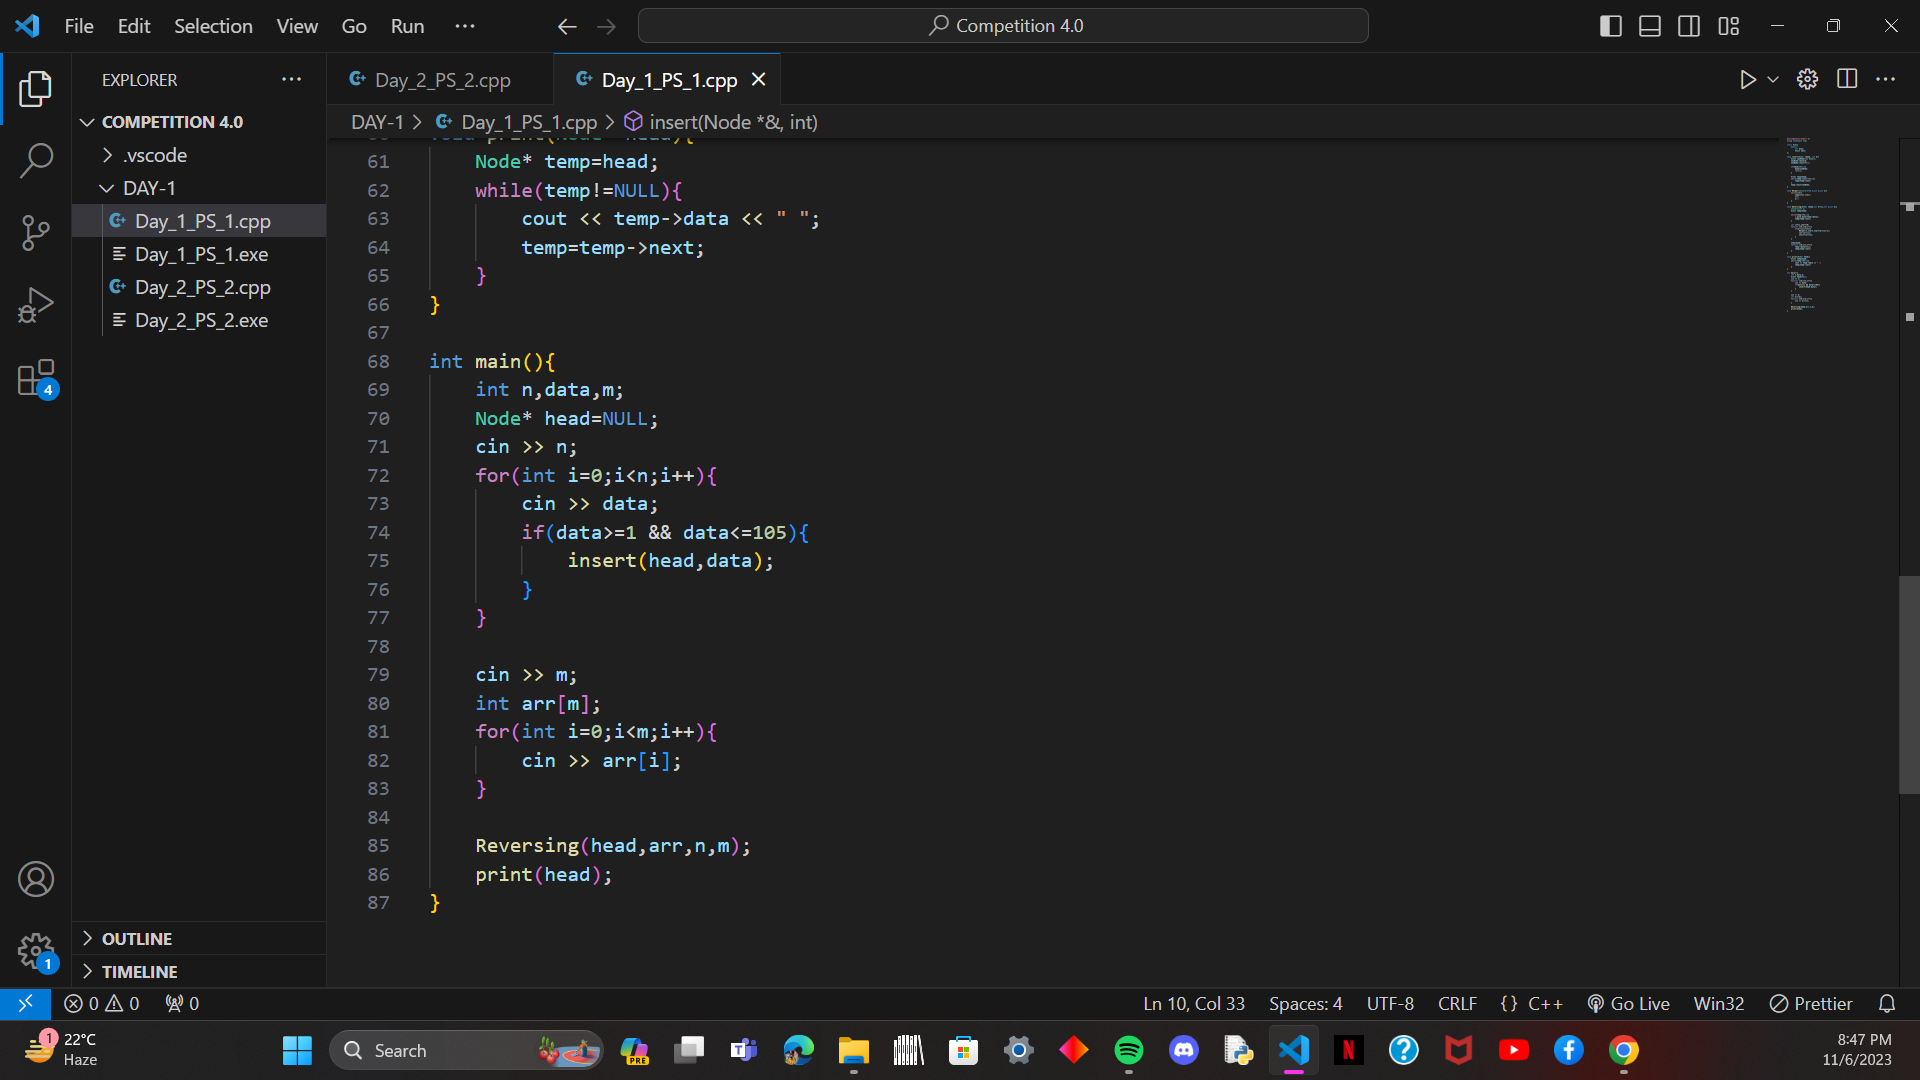 File Edit Selection View Go Run ···
Competition 4.0
EXPLORER ···
COMPETITION 4.0
.vscode
DAY-1
Day_1_PS_1.cpp
Day_1_PS_1.exe
Day_2_PS_2.cpp
Day_2_PS_2.exe
OUTLINE
TIMELINE
4
1
Day_2_PS_2.cpp Day_1_PS_1.cpp
DAY-1 > Day_1_PS_1.cpp > insert(Node *&, int)
61 Node* temp=head;
62 while(temp!=NULL){
63 cout << temp->data << " ";
64 temp=temp->next;
65 }
66 }
67
68 int main(){
69 int n,data,m;
70 Node* head=NULL;
71 cin >> n;
72 for(int i=0;i<n;i++){
73 cin >> data;
74 if(data>=1 && data<=105){
75 insert(head,data);
76 }
77 }
78
79 cin >> m;
80 int arr[m];
81 for(int i=0;i<m;i++){
82 cin >> arr[i];
83 }
84
85 Reversing(head,arr,n,m);
86 print(head);
87 }
0 0 0
Ln 10, Col 33 Spaces: 4 UTF-8 CRLF {} C++ Go Live Win32 Prettier
1
22°C
Haze
Search
PRE
8:47 PM
11/6/2023